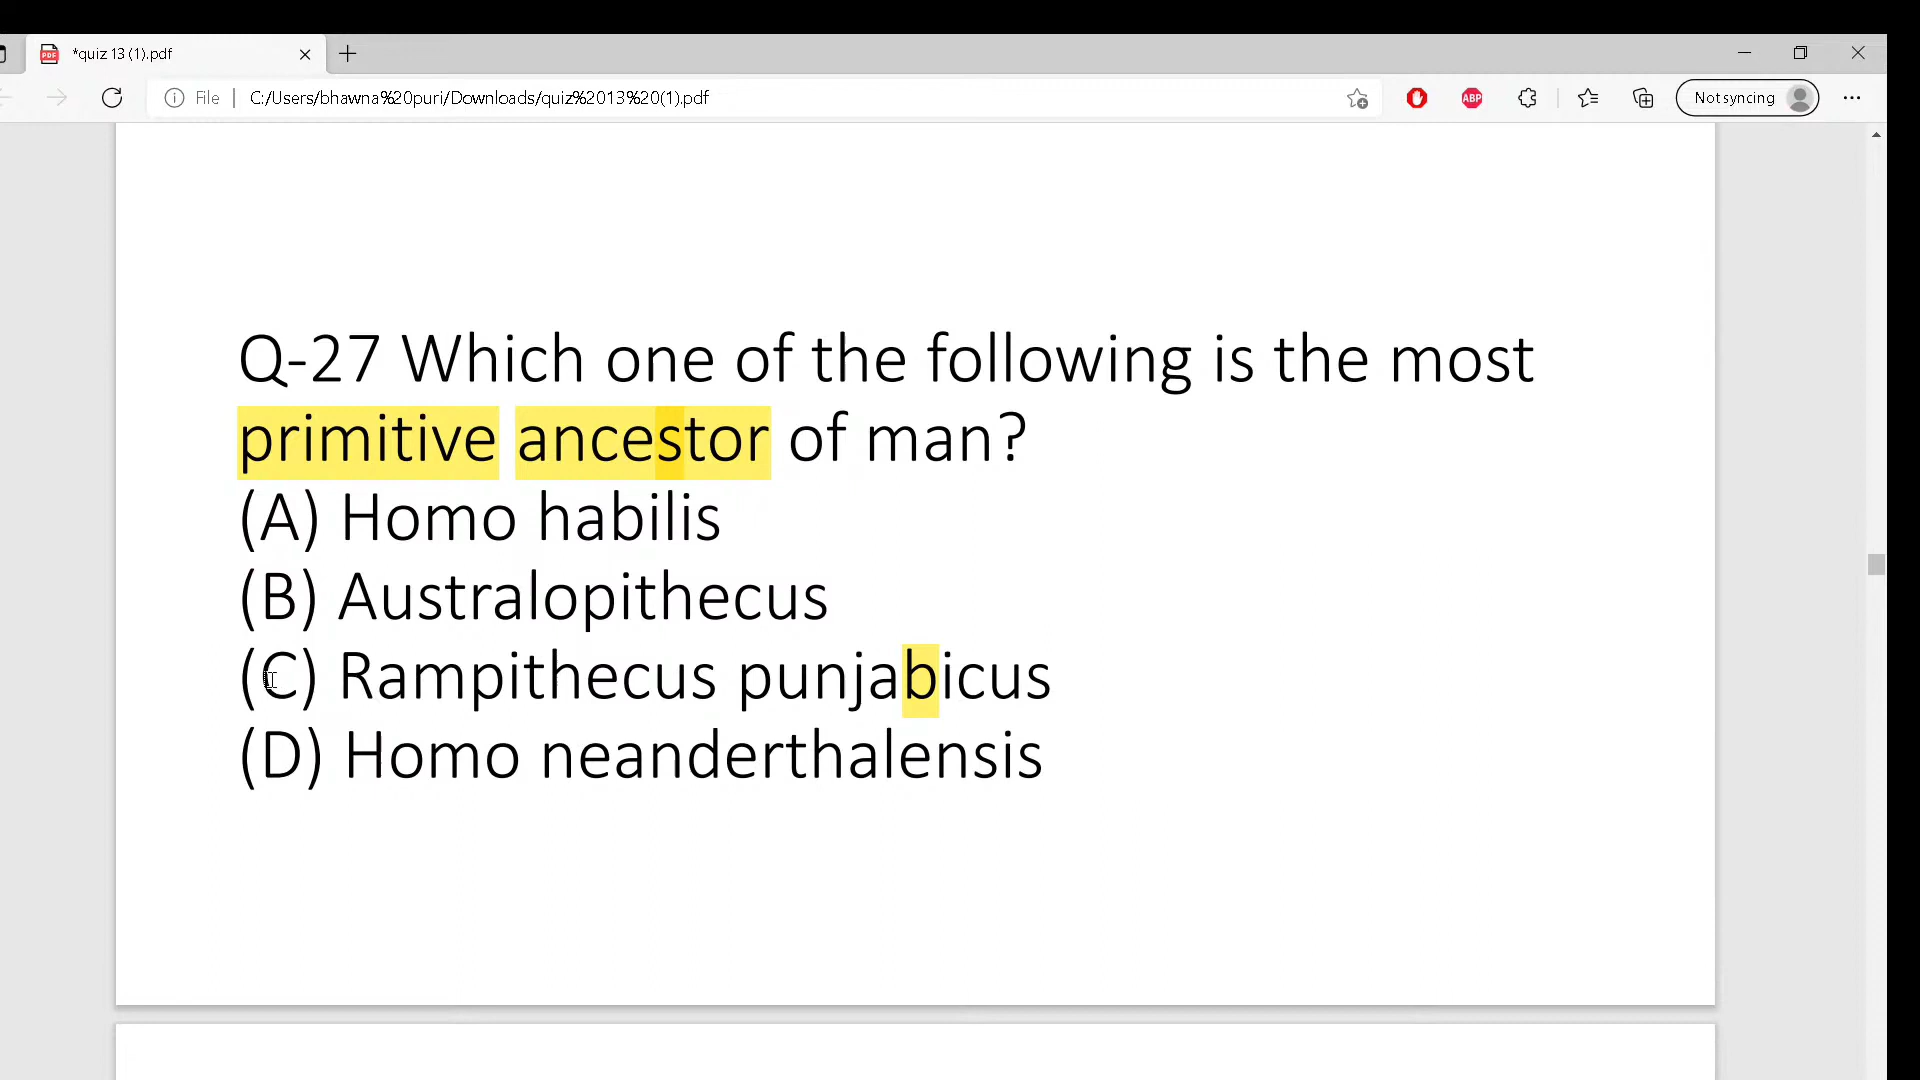 *quiz 13 (1).pdf
File
C:/Users/bhawna%20puri/Downloads/quiz%2013%20(1).pdf
ABP
Not syncing
Q-27 Which one of the following is the most
primitive ancestor of man?
(A) Homo habilis
(B) Australopithecus
(C) Rampithecus punjabicus
(D) Homo neanderthalensis